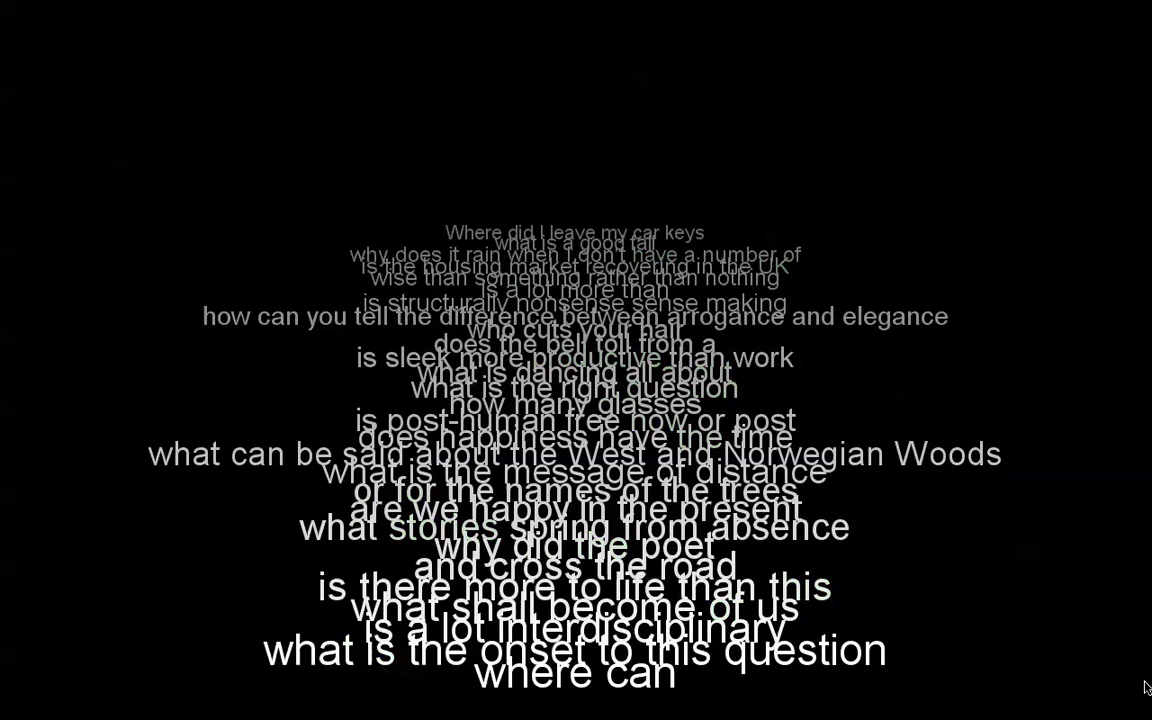 Where did I leave my car keys
what is a good tall
why does it rain when I don't have a number of
is the housing market recovering in the UK
wise than something rather than nothing
is a lot more than
is structurally nonsense sense making
how can you tell the difference between arrogance and elegance
who cuts your hair
does the bell toll from a
is sleek more productive than work
what is dancing all about
what is the right question
how many glasses
is post-human free now or post
does happiness have the time
what can be said about the West and Norwegian Woods
what is the message of distance
or for the names of the trees
are we happy in the present
what stories spring from absence
why did the poet
and cross the road
is there more to life than this
what shall become of us
is a lot interdisciplinary
what is the onset to this question
where can